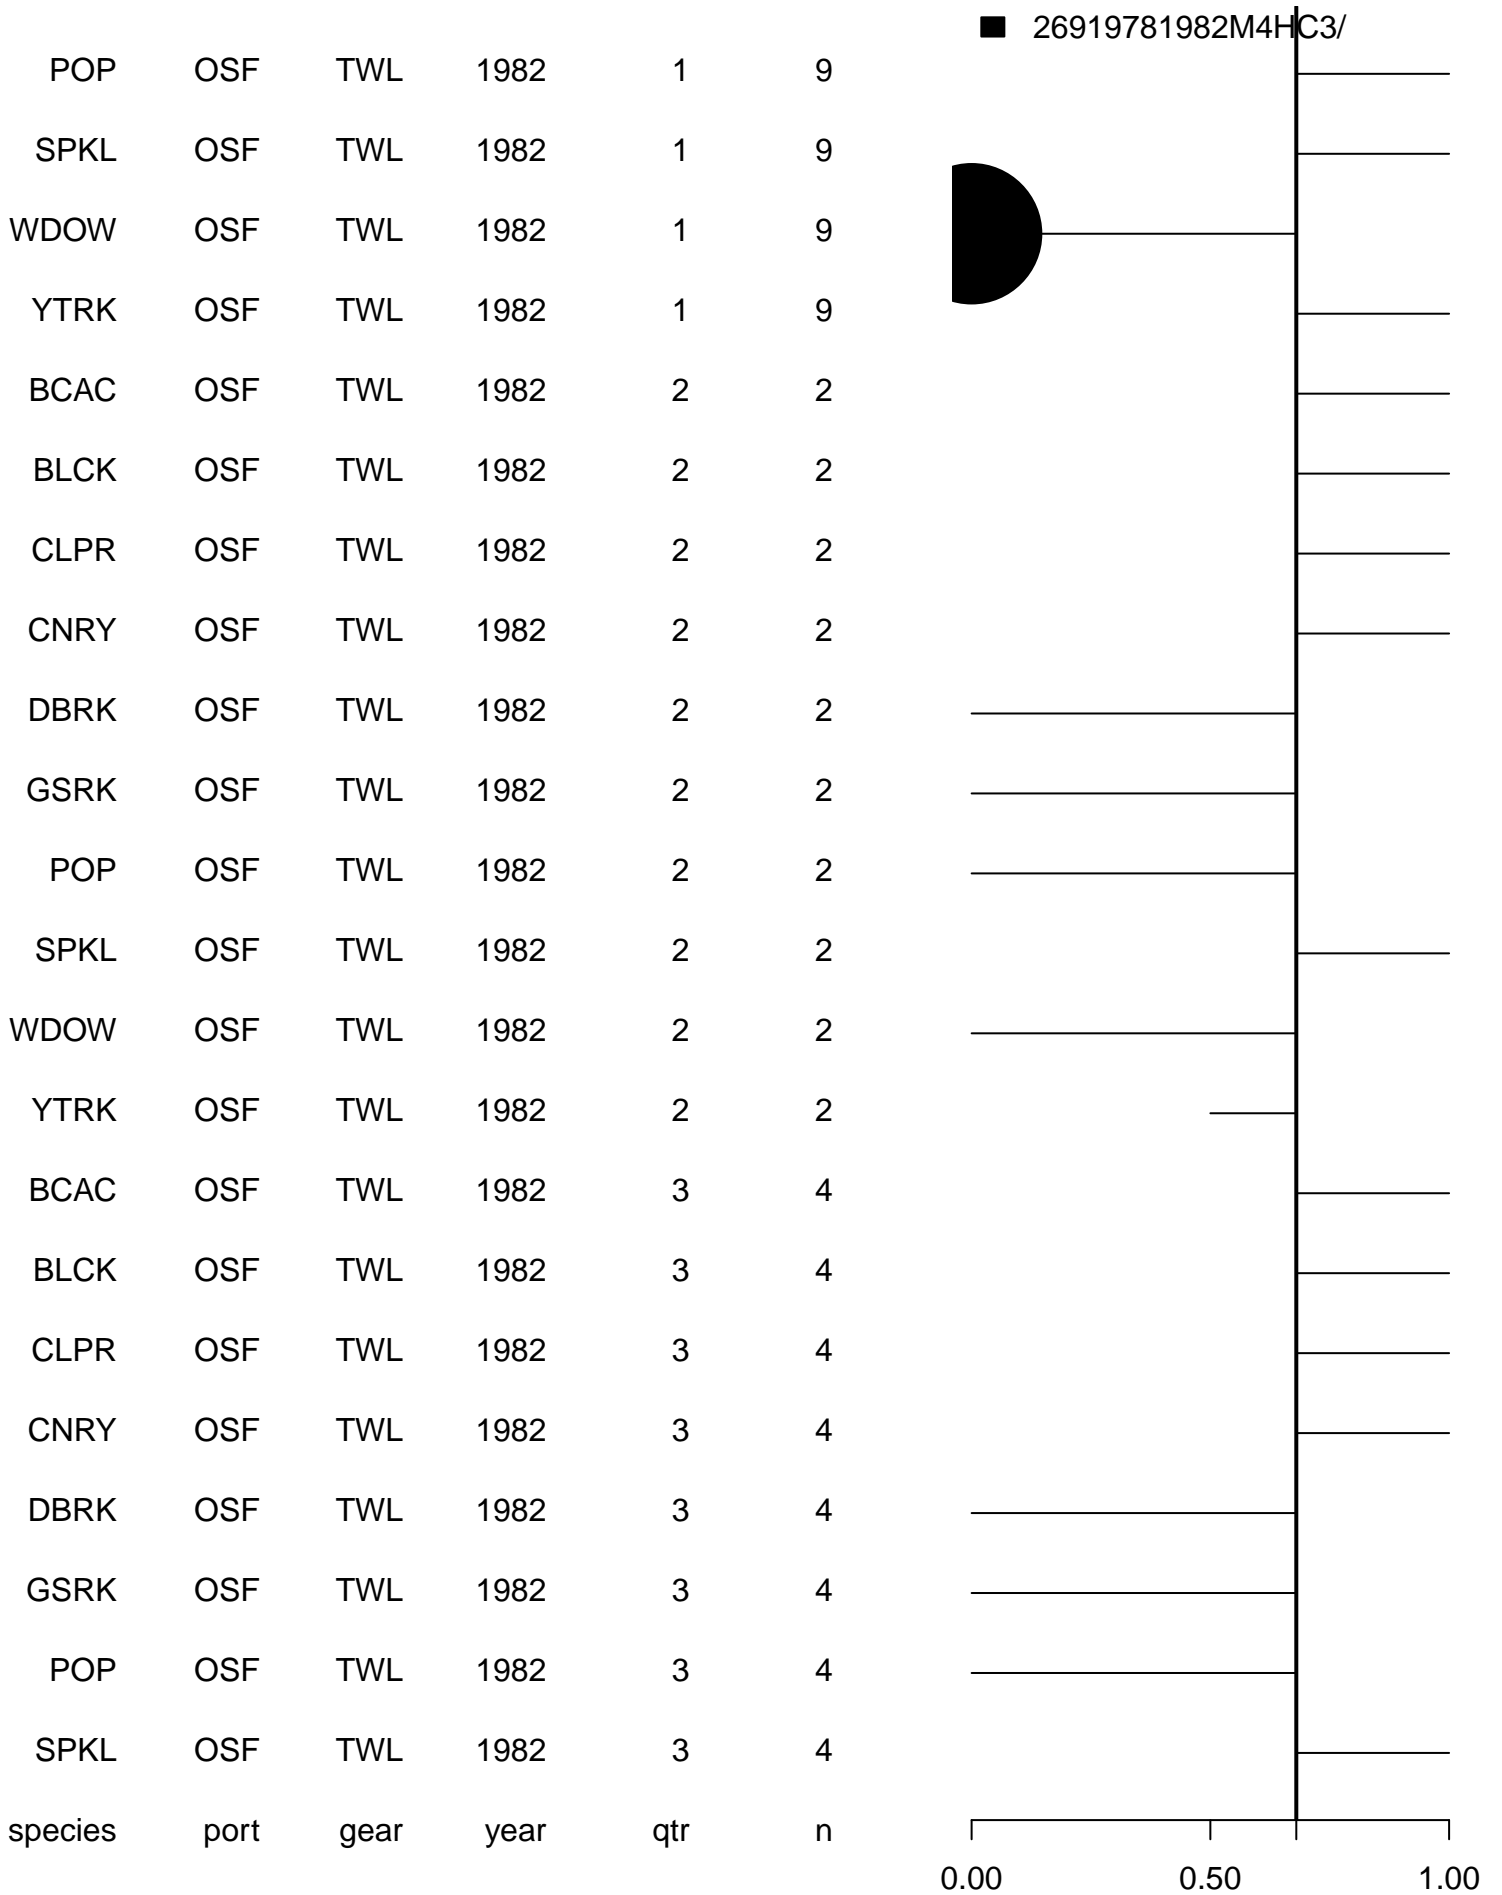 26919781982M4HC3/
POP OSF TWL 1982 1 9
SPKL OSF TWL 1982 1 9
WDOW OSF TWL 1982 1 9
YTRK OSF TWL 1982 1 9
BCAC OSF TWL 1982 2 2
BLCK OSF TWL 1982 2 2
CLPR OSF TWL 1982 2 2
CNRY OSF TWL 1982 2 2
DBRK OSF TWL 1982 2 2
GSRK OSF TWL 1982 2 2
POP OSF TWL 1982 2 2
SPKL OSF TWL 1982 2 2
WDOW OSF TWL 1982 2 2
YTRK OSF TWL 1982 2 2
BCAC OSF TWL 1982 3 4
BLCK OSF TWL 1982 3 4
CLPR OSF TWL 1982 3 4
CNRY OSF TWL 1982 3 4
DBRK OSF TWL 1982 3 4
GSRK OSF TWL 1982 3 4
POP OSF TWL 1982 3 4
SPKL OSF TWL 1982 3 4
species port gear year qtr n
0.00 0.50 1.00